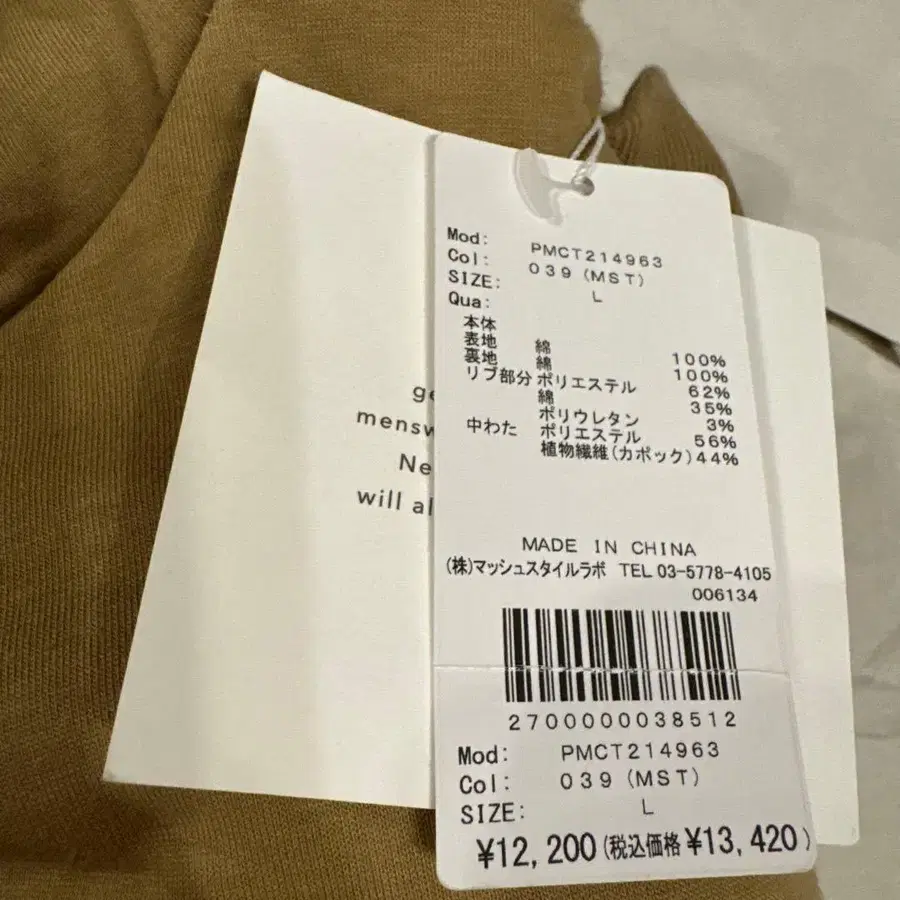 mensw
Ne
will al
Mod: PMCT214963
Col: 039 (MST)
SIZE: L
Qua:
本体
表地 綿 100%
裏地 綿 100%
リブ部分 ポリエステル 62%
綿 35%
ポリウレタン 3%
中わた ポリエステル 56%
植物繊維(カポック) 44%
MADE IN CHINA
(株)マッシュスタイルラボ TEL 03-5778-4105
006134
2700000038512
Mod: PMCT214963
Col: 039 (MST)
SIZE: L
¥12,200 (税込価格 ¥13,420)